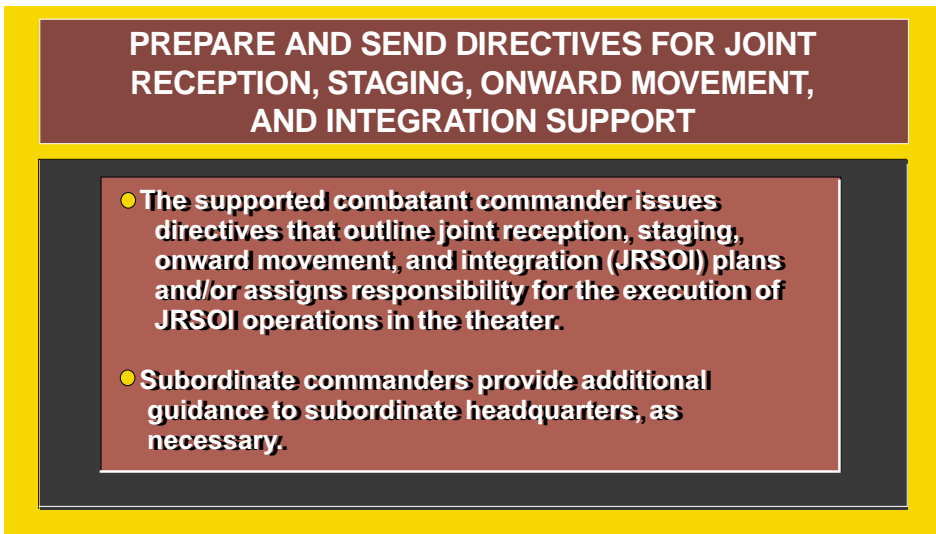 PREPARE AND SEND DIRECTIVES FOR JOINT
RECEPTION, STAGING, ONWARD MOVEMENT,
AND INTEGRATION SUPPORT
The supported combatant commander issues
directives that outline joint reception, staging,
onward movement, and integration (JRSOI) plans
and/or assigns responsibility for the execution of
JRSOI operations in the theater.
Subordinate commanders provide additional
guidance to subordinate headquarters, as
necessary.